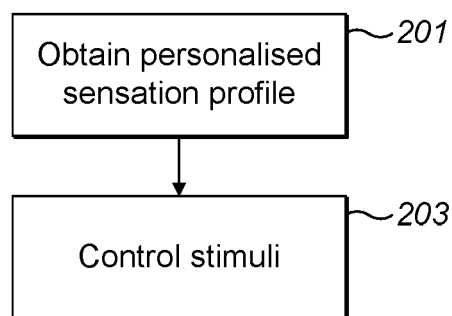 Obtain personalised 201
sensation profile
203
Control stimuli